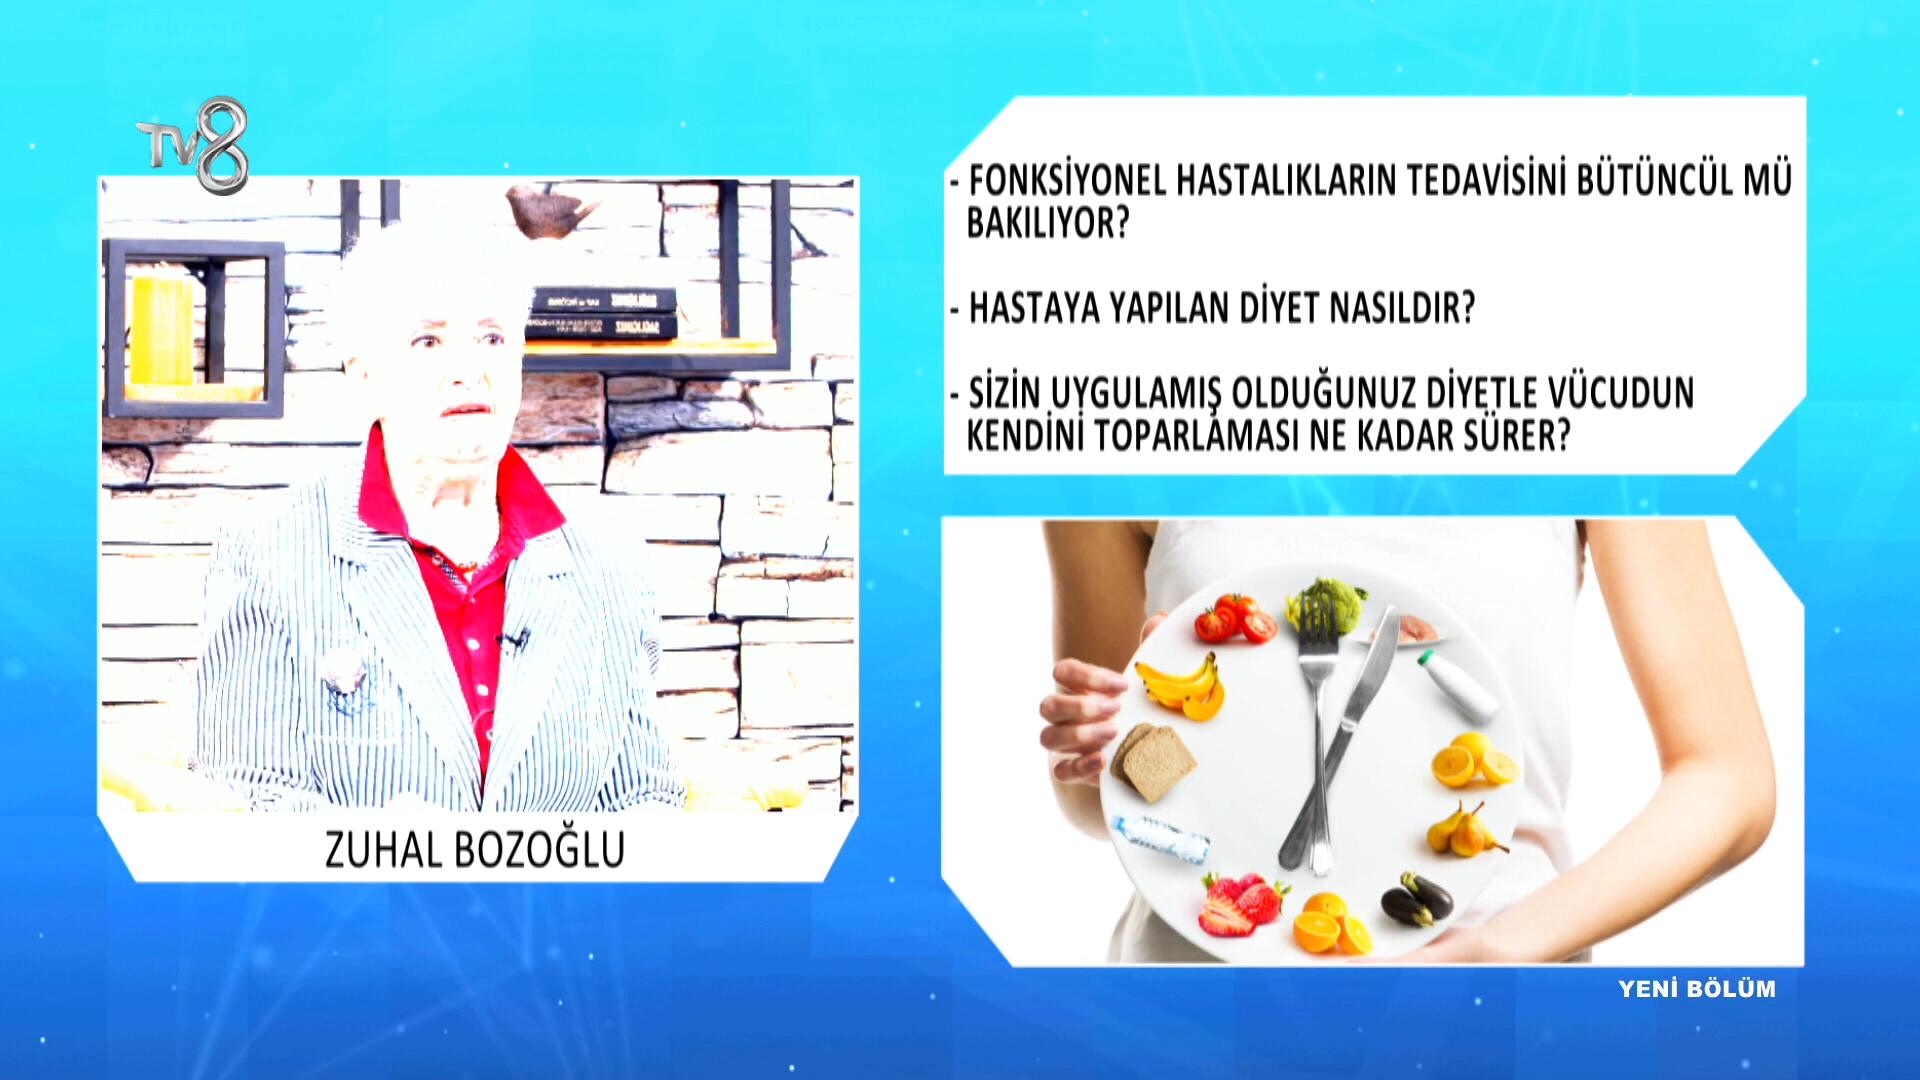 TV8
- FONKSİYONEL HASTALIKLARIN TEDAVİSİNİ BÜTÜNCÜL MÜ
BAKILIYOR?
- HASTAYA YAPILAN DİYET NASILDIR?
- SİZİN UYGULAMIŞ OLDUĞUNUZ DİYETLE VÜCUDUN
KENDİNİ TOPARLAMASI NE KADAR SÜRER?
ZUHAL BOZOĞLU
YENİ BÖLÜM